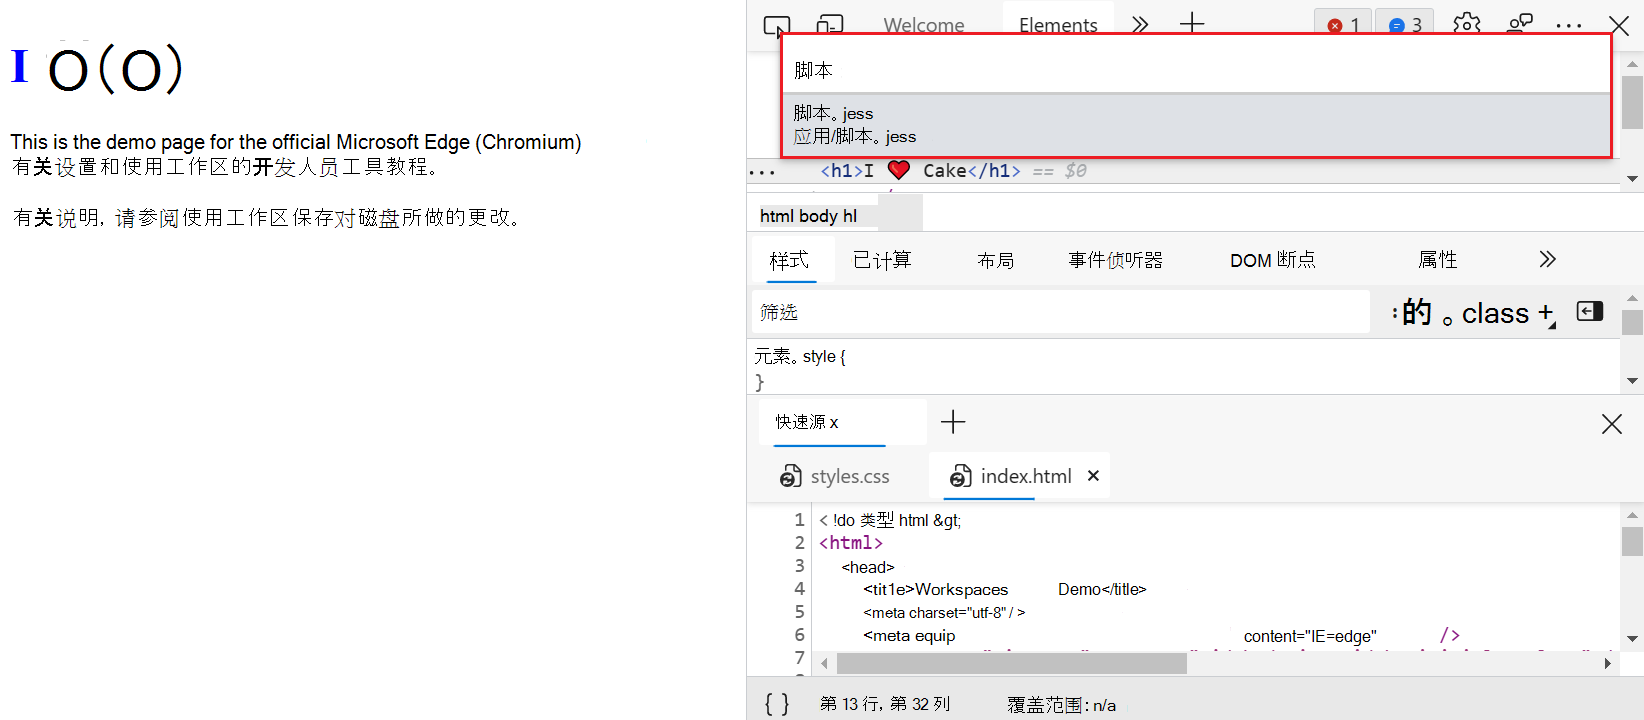 I O(O)
This is the demo page for the official Microsoft Edge (Chromium)
有关设置和使用工作区的开发人员工具教程。
有关说明, 请参阅使用工作区保存对磁盘所做的更改。
Welcome Elements 1 3
脚本
脚本。jess
应用/脚本。jess
<h1>I ❤ Cake</h1> == $0
html body hl
样式 已计算 布局 事件侦听器 DOM 断点 属性
筛选 :的 。class +
元素。style {
}
快速源 x
styles.css index.html
1 < !do 类型 html &gt;
2 <html>
3 <head>
4 <tit1e>Workspaces Demo</title>
5 <meta charset="utf-8" / >
6 <meta equip content="IE=edge" />
7
{ } 第 13 行, 第 32 列 覆盖范围: n/a